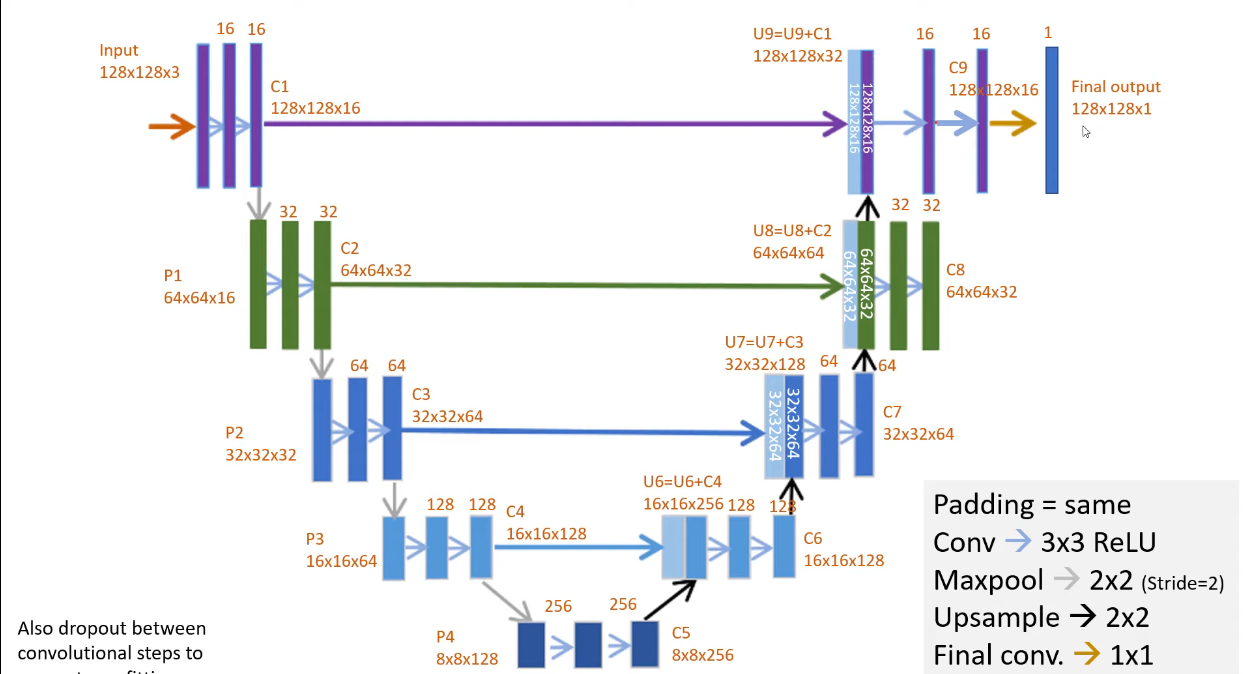 Input
128x128x3
16
16
C1
128x128x16
U9=U9+C1
128x128x32
128x128x16
128x128x16
16
16
C9
128x128x16
1
Final output
128x128x1
P1
64x64x16
32
32
C2
64x64x32
U8=U8+C2
64x64x64
64x64x32
64x64x32
32
32
C8
64x64x32
P2
32x32x32
64
64
C3
32x32x64
U7=U7+C3
32x32x128
32x32x64
32x32x64
64
64
C7
32x32x64
P3
16x16x64
128
128
C4
16x16x128
U6=U6+C4
16x16x256
128
128
C6
16x16x128
P4
8x8x128
256
256
C5
8x8x256
Also dropout between
convolutional steps to
Padding = same
Conv → 3x3 ReLU
Maxpool → 2x2 (Stride=2)
Upsample → 2x2
Final conv. → 1x1